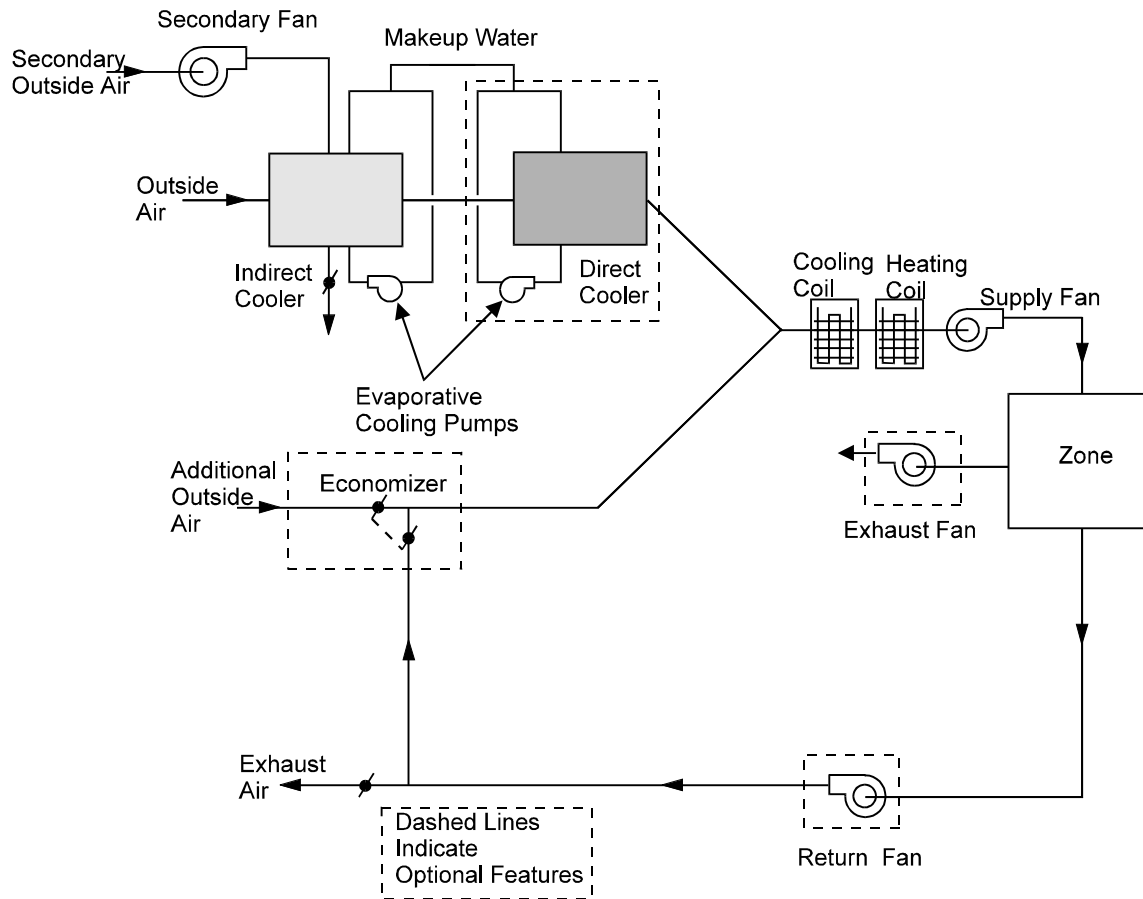 Secondary Fan
Secondary
Outside Air
Makeup Water
Outside
Air
Indirect
Cooler
Direct
Cooler
Cooling
Coil
Heating
Coil
Supply Fan
Evaporative
Cooling Pumps
Additional
Outside
Air
Economizer
Zone
Exhaust Fan
Exhaust
Air
Dashed Lines
Indicate
Optional Features
Return Fan